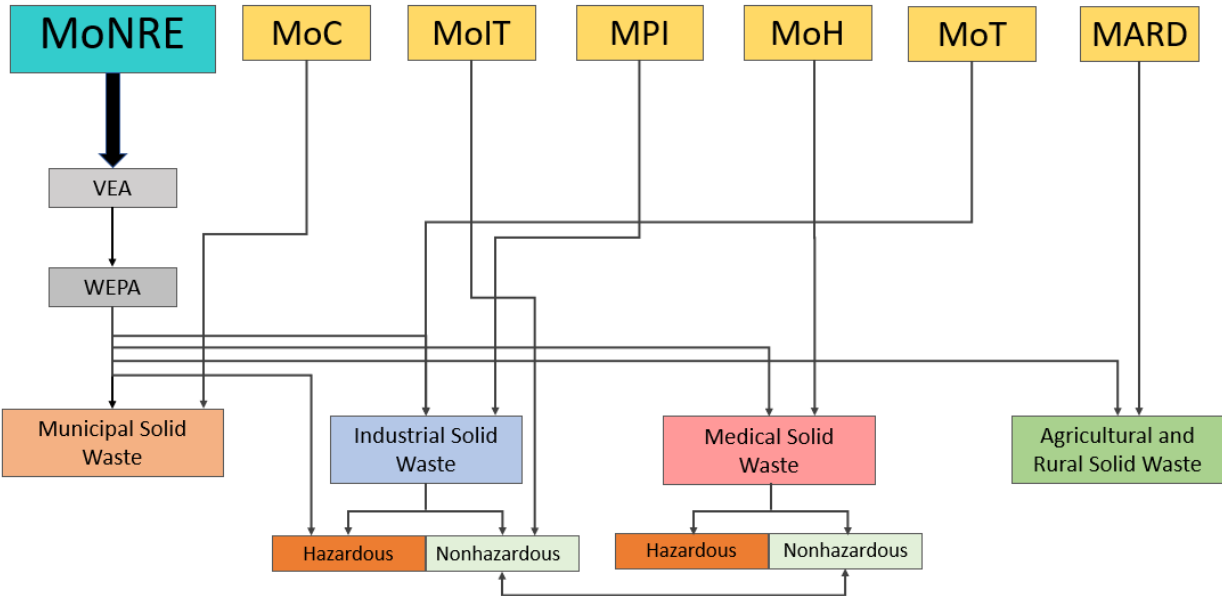 MoNRE
MoC
MoIT
MPI
MoH
MoT
MARD
VEA
WEPA
Municipal Solid
Waste
Industrial Solid
Waste
Medical Solid
Waste
Agricultural and
Rural Solid Waste
Hazardous
Nonhazardous
Hazardous
Nonhazardous